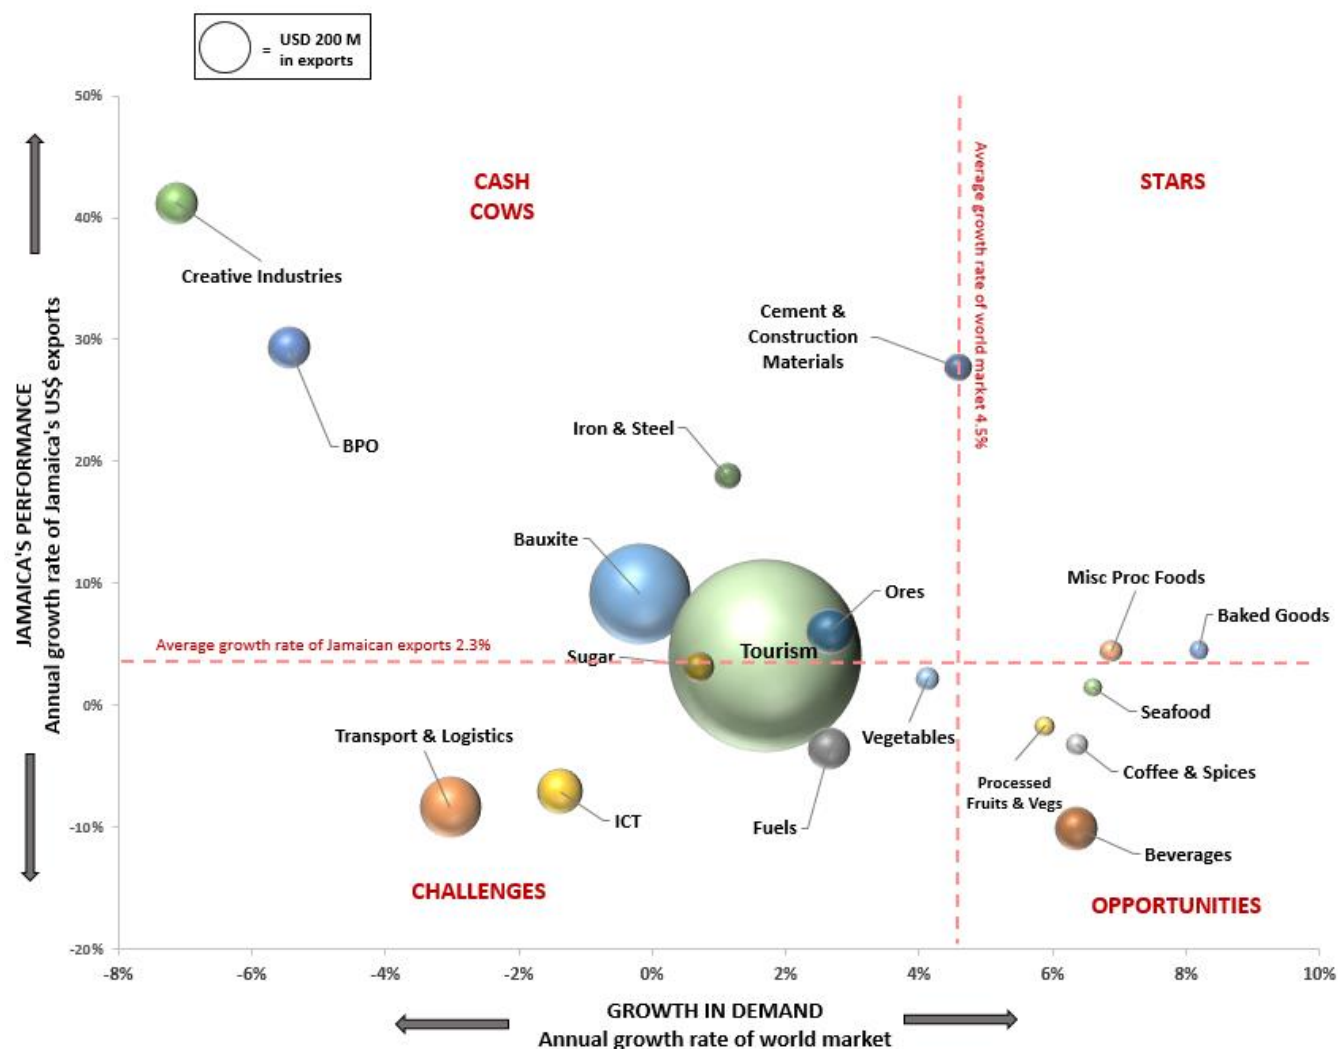 = USD 200 M
in exports
50%
40%
30%
20%
10%
0%
-10%
-20%
JAMAICA'S PERFORMANCE
Annual growth rate of Jamaica's US$ exports
CASH
COWS
STARS
Average growth rate of world market 4.5%
Creative Industries
BPO
Cement &
Construction
Materials
1
Iron & Steel
Bauxite
Ores
Misc Proc Foods
Baked Goods
Average growth rate of Jamaican exports 2.3%
Sugar
Tourism
Seafood
Transport & Logistics
Vegetables
Coffee & Spices
Processed
Fruits & Vegs
ICT
Fuels
Beverages
CHALLENGES
OPPORTUNITIES
-8%
-6%
-4%
-2%
0%
2%
4%
6%
8%
10%
GROWTH IN DEMAND
Annual growth rate of world market